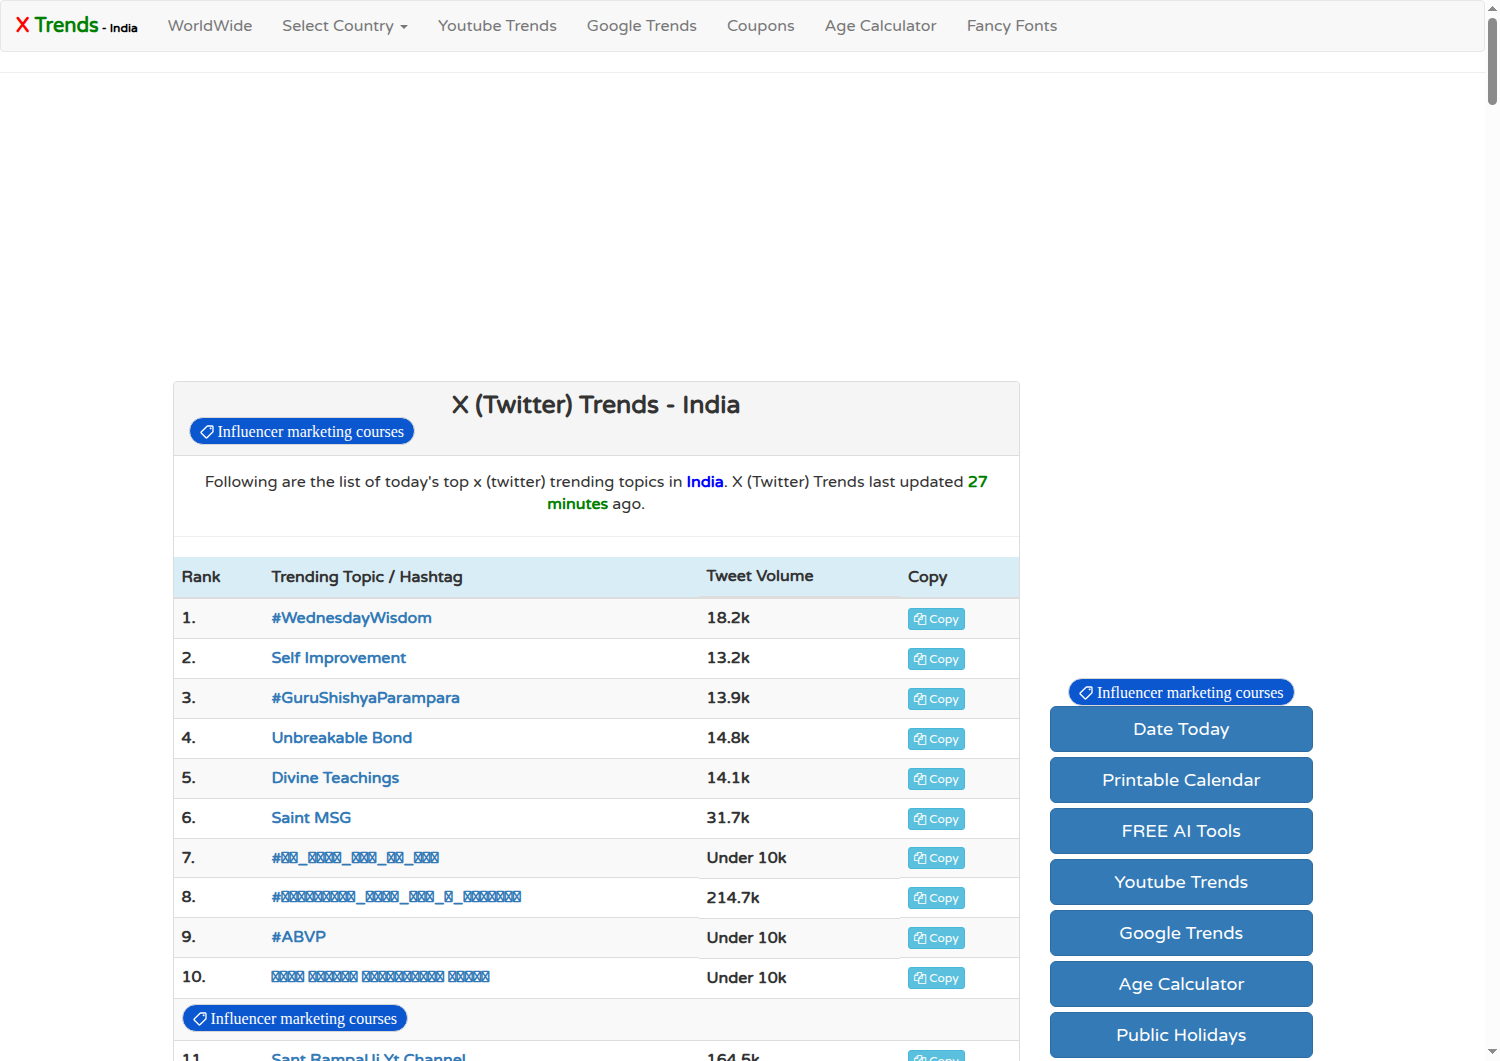 X Trends - India WorldWide Select Country Youtube Trends Google Trends Coupons Age Calculator Fancy Fonts
X (Twitter) Trends - India
Influencer marketing courses
Following are the list of today's top x (twitter) trending topics in India. X (Twitter) Trends last updated 27
minutes ago.
Rank Trending Topic / Hashtag Tweet Volume Copy
1. #WednesdayWisdom 18.2k Copy
2. Self Improvement 13.2k Copy
3. #GuruShishyaParampara 13.9k Copy
4. Unbreakable Bond 14.8k Copy
5. Divine Teachings 14.1k Copy
6. Saint MSG 31.7k Copy
7. Under 10k Copy
8. 214.7k Copy
9. #ABVP Under 10k Copy
10. Under 10k Copy
Influencer marketing courses
11. Sant RampalJi Yt Channel 164.5k Copy
Influencer marketing courses
Date Today
Printable Calendar
FREE AI Tools
Youtube Trends
Google Trends
Age Calculator
Public Holidays